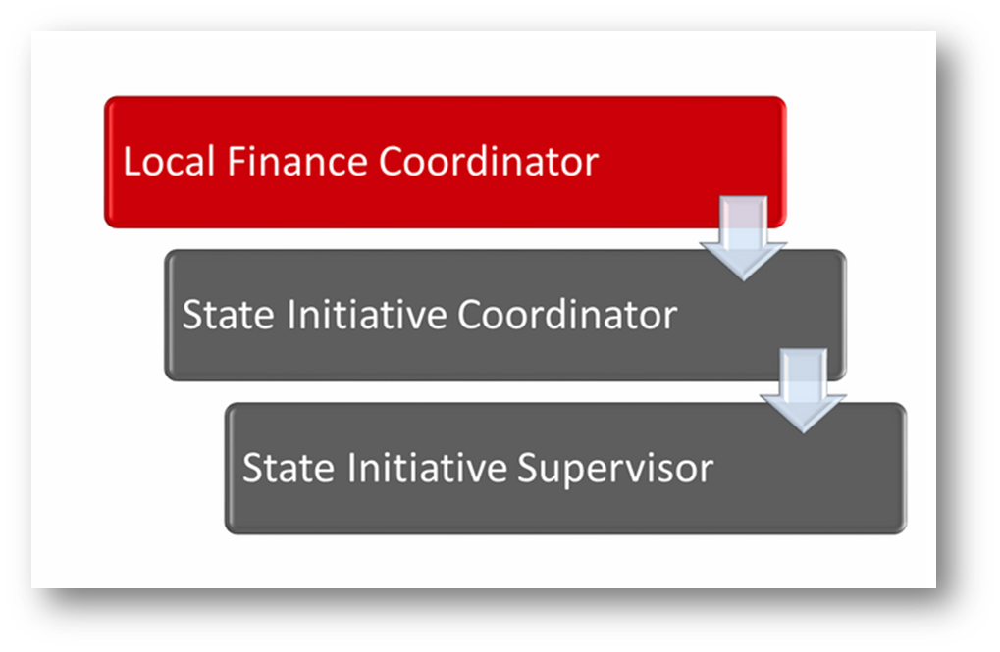 Local Finance Coordinator
State Initiative Coordinator
State Initiative Supervisor